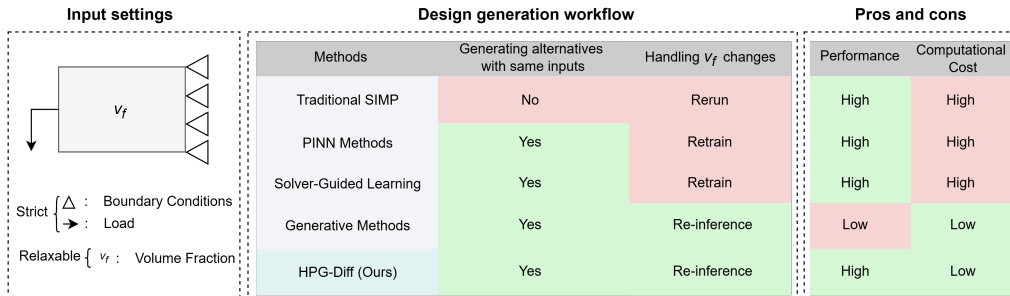 Input settings
v_f
Strict { △ : Boundary Conditions
→ : Load
Relaxable { v_f : Volume Fraction
Design generation workflow
Methods Generating alternatives with same inputs Handling v_f changes
Traditional SIMP No Rerun
PINN Methods Yes Retrain
Solver-Guided Learning Yes Retrain
Generative Methods Yes Re-inference
HPG-Diff (Ours) Yes Re-inference
Pros and cons
Performance Computational Cost
High High
High High
High High
Low Low
High Low